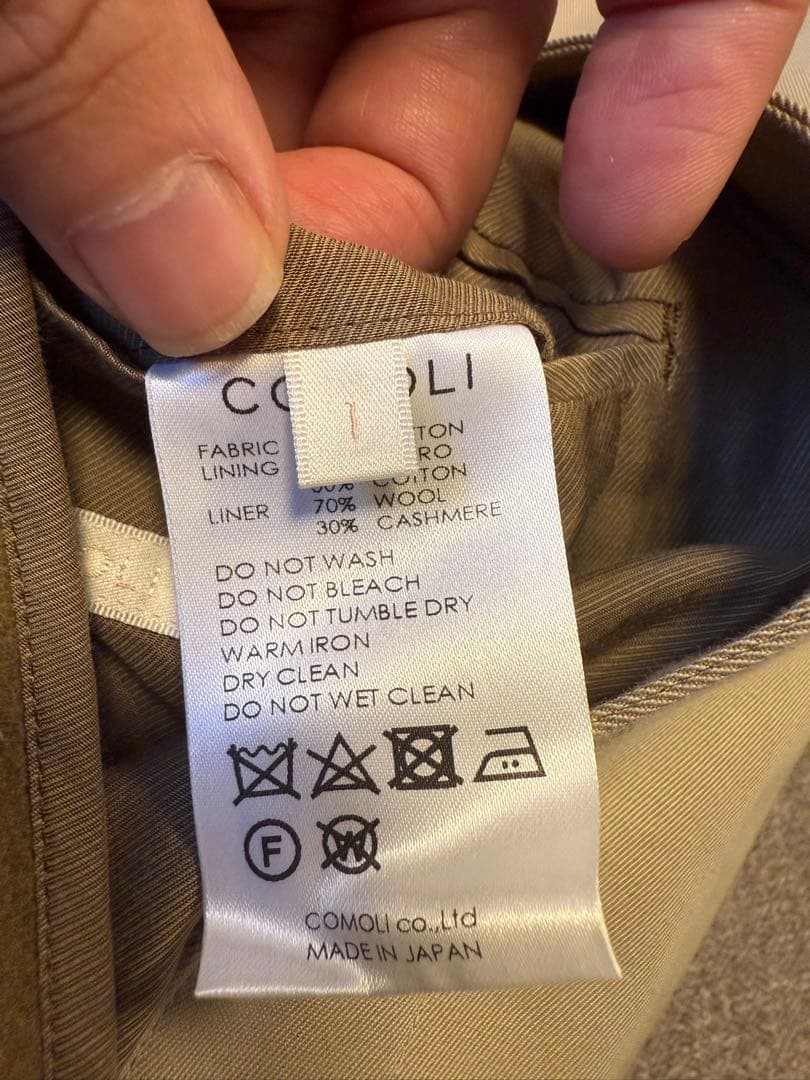 1
FABRIC
LINING
LINER 70% WOOL
30% CASHMERE
DO NOT WASH
DO NOT BLEACH
DO NOT TUMBLE DRY
WARM IRON
DRY CLEAN
DO NOT WET CLEAN
F W
COMOLI co.,Ltd
MADE IN JAPAN